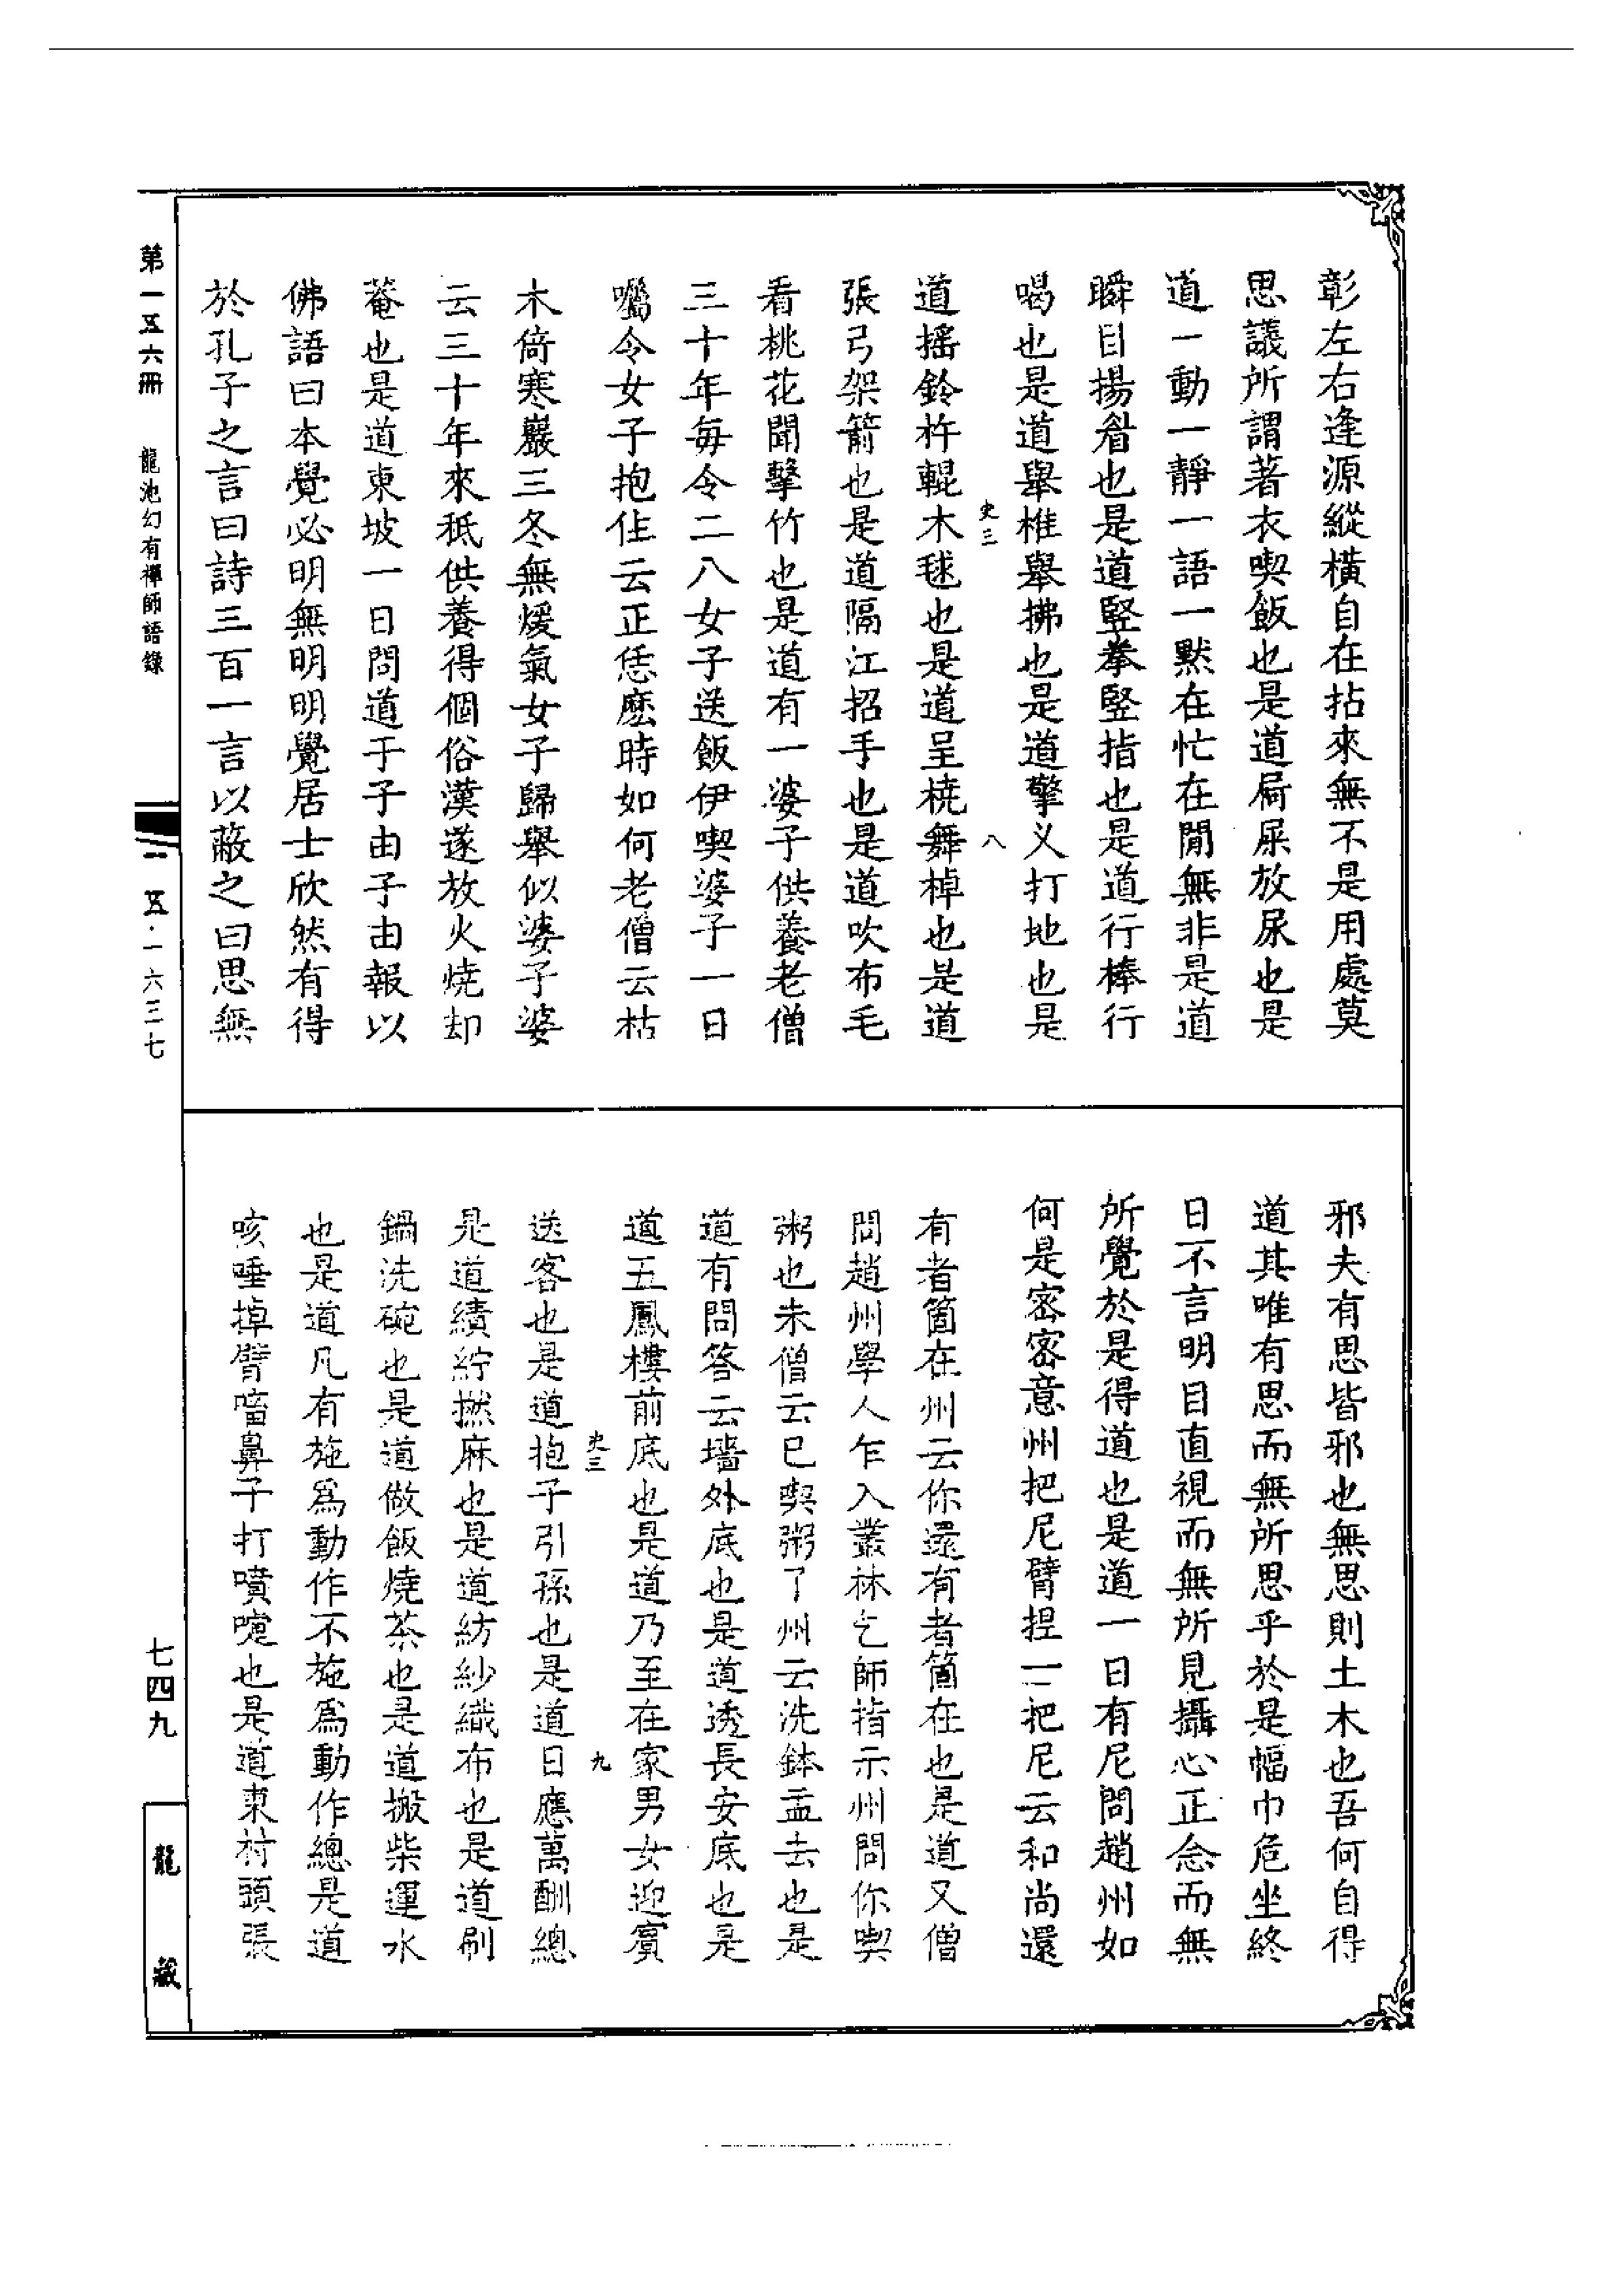 彰左右逢源縱橫自在拈來無不是用處莫
思議所謂著衣喫飯也是道屙屎放尿也是
道一動一靜一語一默在忙在閒無非是道
瞬目揚眉也是道竪拳竪指也是道行棒行
喝也是道舉椎舉拂也是道擎义打地也是
史三
八
道搖鈴杵輥木毬也是道呈橈舞棹也是道
張弓架箭也是道隔江招手也是道吹布毛
看桃花聞擊竹也是道有一婆子供養老僧
三十年每令二八女子送飯伊喫婆子一日
囑令女子抱住云正恁麽時如何老僧云枯
木倚寒巖三冬無煖氣女子歸舉似婆子婆
云三十年來秖供養得個俗漢遂放火燒却
菴也是道東坡一日問道于子由子由報以
佛語曰本覺必明無明明覺居士欣然有得
於孔子之言曰詩三百一言以蔽之曰思無
邪夫有思皆邪也無思則土木也吾何自得
道其唯有思而無所思乎於是幅巾危坐終
日不言明目直視而無所見攝心正念而無
所覺於是得道也是道一日有尼問趙州如
何是密密意州把尼臂揑一把尼云和尚還
有者箇在州云你還有者箇在也是道又僧
問趙州學人乍入叢林乞師指示州問你喫
粥也未僧云已喫粥了州云洗鉢盂去也是
道有問答云墻外底也是道透長安底也是
道五鳳樓前底也是道乃至在家男女迎賓
史三
九
送客也是道抱子引孫也是道日應萬酬總
是道績紵撚麻也是道紡紗織布也是道刷
鍋洗碗也是道做飯燒茶也是道搬柴運水
也是道凡有施爲動作不施爲動作總是道
咳唾掉臂㗜鼻子打噴嚏也是道東村頭張
第一五六冊
龍池幻有禪師語錄
一五·一六三七
七四九
龍藏